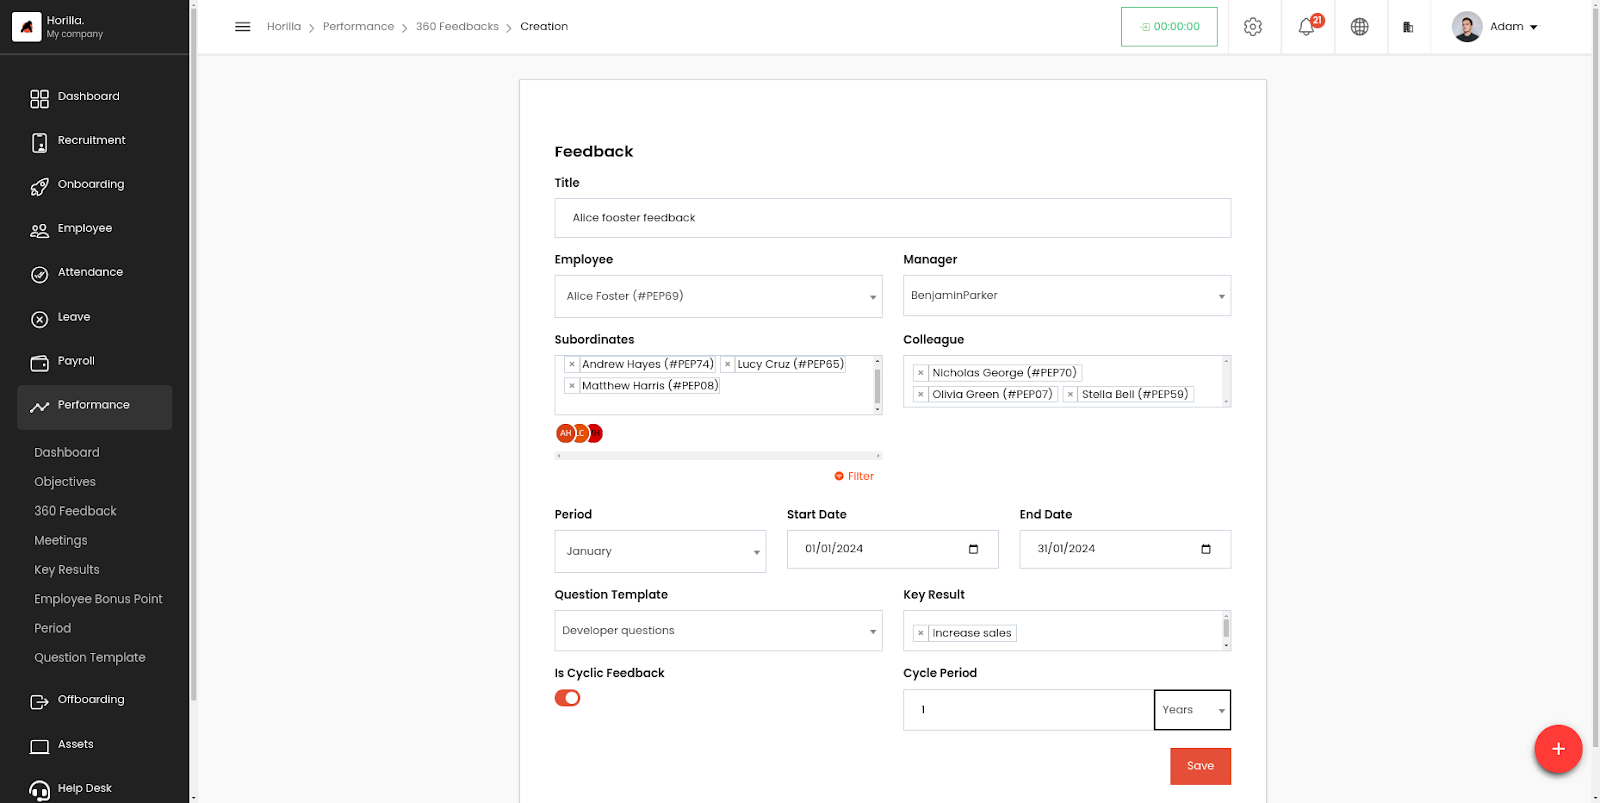 Horilla.
My company
Horilla
Performance
360 Feedbacks
Creation
00:00:00
21
Adam
Dashboard
Recruitment
Onboarding
Employee
Attendance
Leave
Payroll
Performance
Dashboard
Objectives
360 Feedback
Meetings
Key Results
Employee Bonus Point
Period
Question Template
Offboarding
Assets
Help Desk
Feedback
Title
Alice fooster feedback
Employee
Manager
Alice Foster (#PEP69)
BenjaminParker
Subordinates
Colleague
× Andrew Hayes (#PEP74) × Lucy Cruz (#PEP65)
× Matthew Harris (#PEP08)
× Nicholas George (#PEP70)
× Olivia Green (#PEP07) × Stella Bell (#PEP59)
AH LC
Filter
Period
Start Date
End Date
January
01/01/2024
31/01/2024
Question Template
Key Result
Developer questions
× Increase sales
Is Cyclic Feedback
Cycle Period
1
Years
Save
+